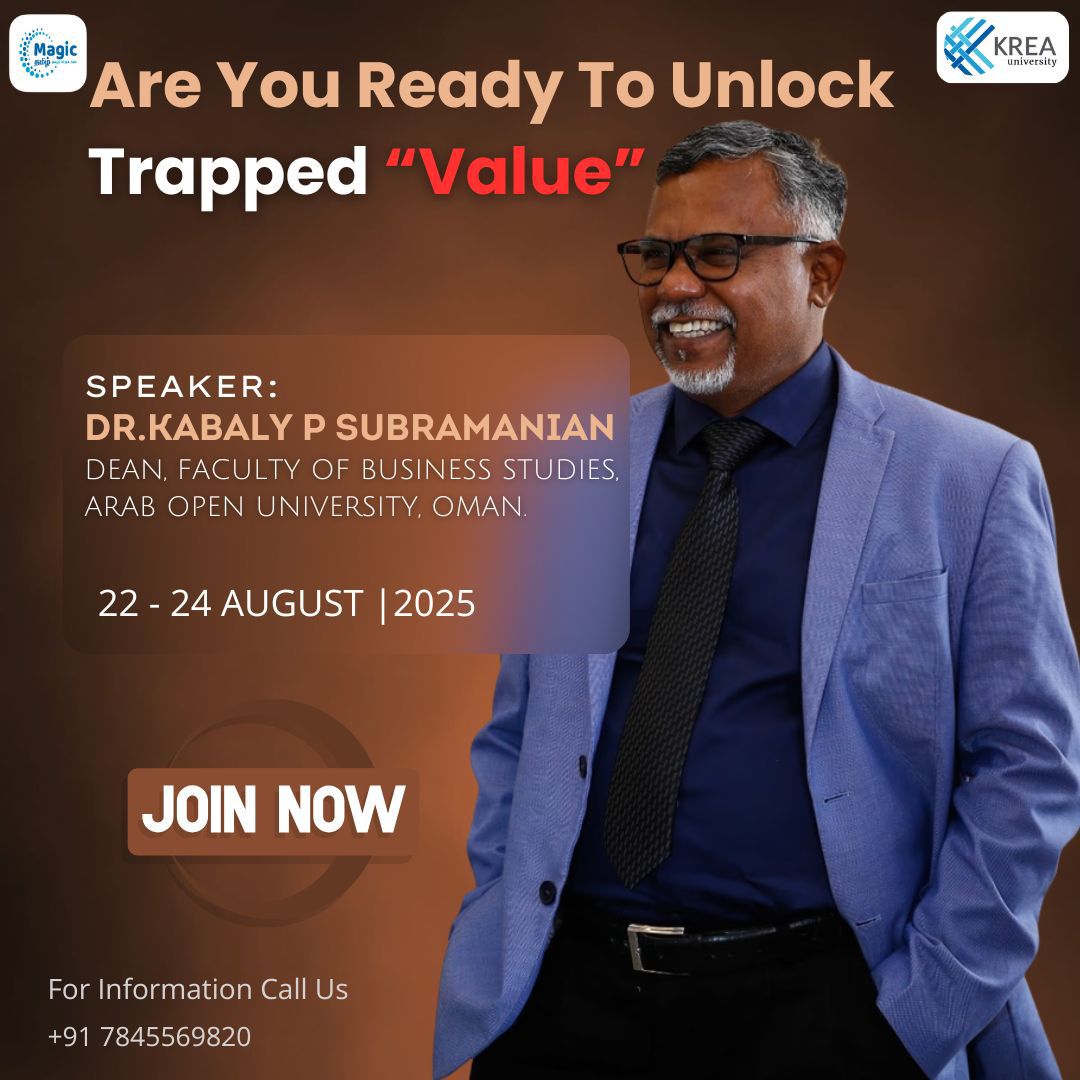 Magic
தமிழ்
KREA
university
Are You Ready To Unlock
Trapped “Value”
SPEAKER:
DR.KABALY P SUBRAMANIAN
DEAN, FACULTY OF BUSINESS STUDIES,
ARAB OPEN UNIVERSITY, OMAN.
22 - 24 AUGUST |2025
JOIN NOW
For Information Call Us
+91 7845569820